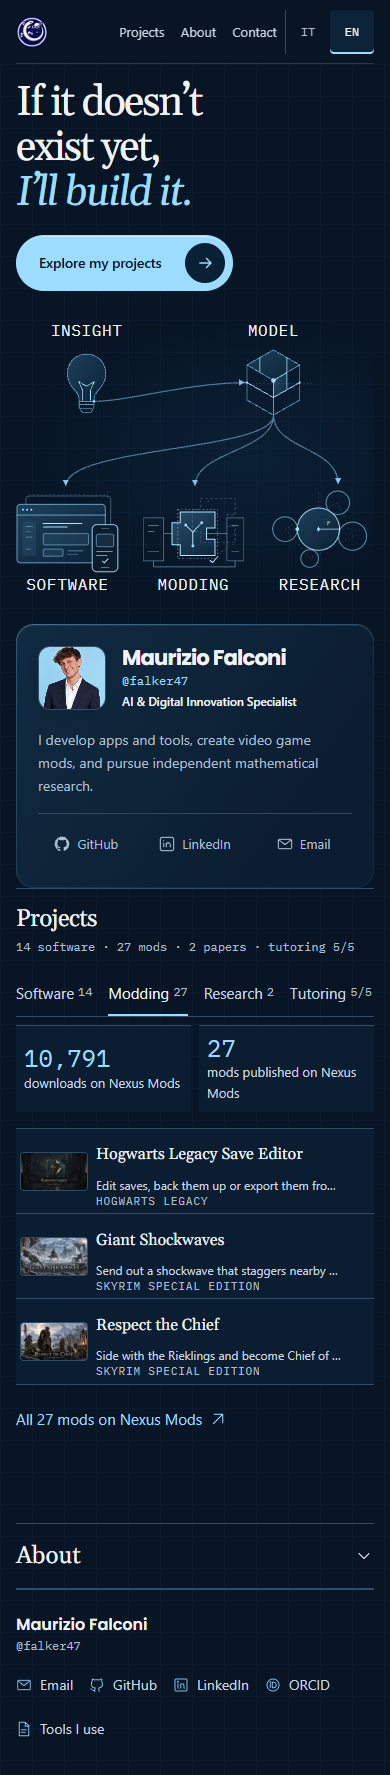 Projects About Contact IT EN
If it doesn’t
exist yet,
I’ll build it.
Explore my projects
INSIGHT MODEL
SOFTWARE MODDING RESEARCH
Maurizio Falconi
@falker47
AI & Digital Innovation Specialist
I develop apps and tools, create video game
mods, and pursue independent mathematical
research.
GitHub LinkedIn Email
Projects
14 software · 27 mods · 2 papers · tutoring 5/5
Software 14 Modding 27 Research 2 Tutoring 5/5
10,791
downloads on Nexus Mods
27
mods published on Nexus
Mods
Hogwarts Legacy Save Editor
Edit saves, back them up or export them fro...
HOGWARTS LEGACY
Giant Shockwaves
Send out a shockwave that staggers nearby ...
SKYRIM SPECIAL EDITION
Respect the Chief
Side with the Rieklings and become Chief of ...
SKYRIM SPECIAL EDITION
All 27 mods on Nexus Mods
About
Maurizio Falconi
@falker47
Email GitHub LinkedIn ORCID
Tools I use